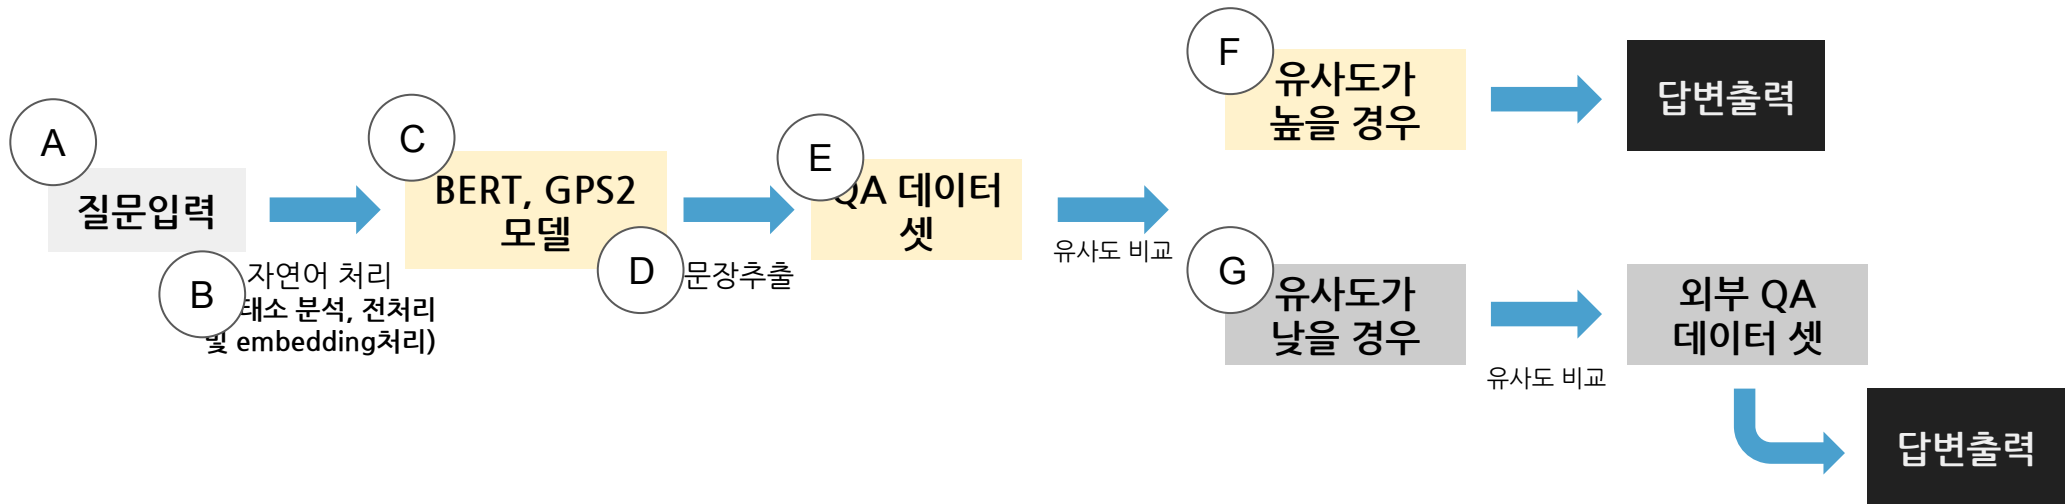 A
질문입력
B
자연어 처리
태소 분석, 전처리
및 embedding처리)
C
BERT, GPS2
모델
D
문장추출
E
QA 데이터
셋
유사도 비교
F
유사도가
높을 경우
답변출력
G
유사도가
낮을 경우
유사도 비교
외부 QA
데이터 셋
답변출력